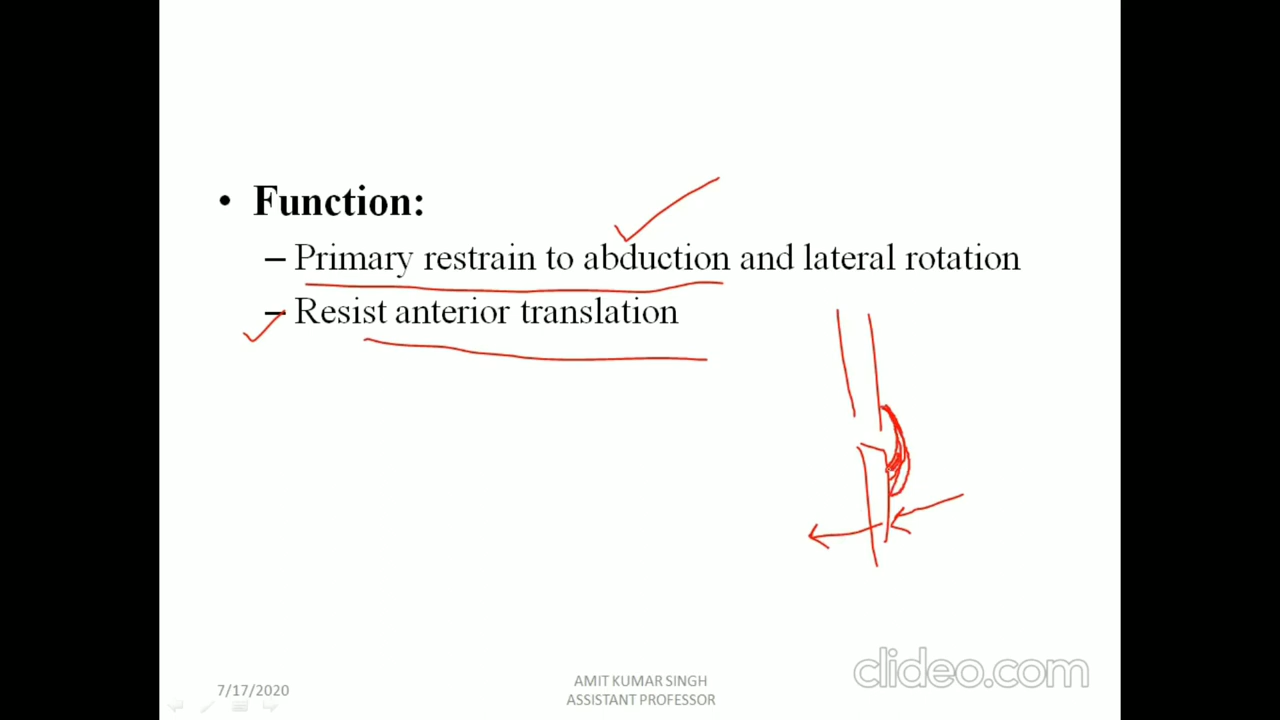 • Function:
– Primary restrain to abduction and lateral rotation
– Resist anterior translation
7/17/2020
AMIT KUMAR SINGH
ASSISTANT PROFESSOR
clideo.com